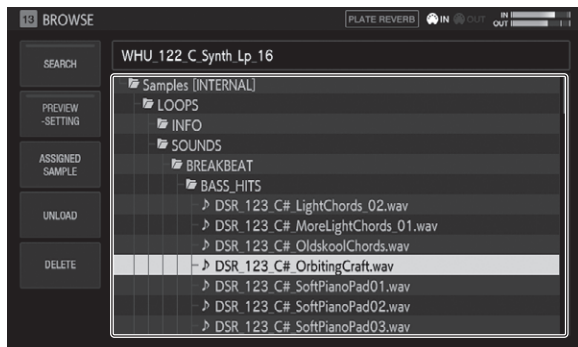 13 BROWSE
PLATE REVERB IN OUT IN
OUT
SEARCH
WHU_122_C_Synth_Lp_16
Samples [INTERNAL]
LOOPS
PREVIEW
-SETTING
INFO
SOUNDS
ASSIGNED
SAMPLE
BREAKBEAT
BASS_HITS
UNLOAD
DSR_123_C#_LightChords_02.wav
DSR_123_C#_MoreLightChords_01.wav
DSR_123_C#_OldskoolChords.wav
DELETE
DSR_123_C#_OrbitingCraft.wav
DSR_123_C#_SoftPianoPad01.wav
DSR_123_C#_SoftPianoPad02.wav
DSR_123_C#_SoftPianoPad03.wav